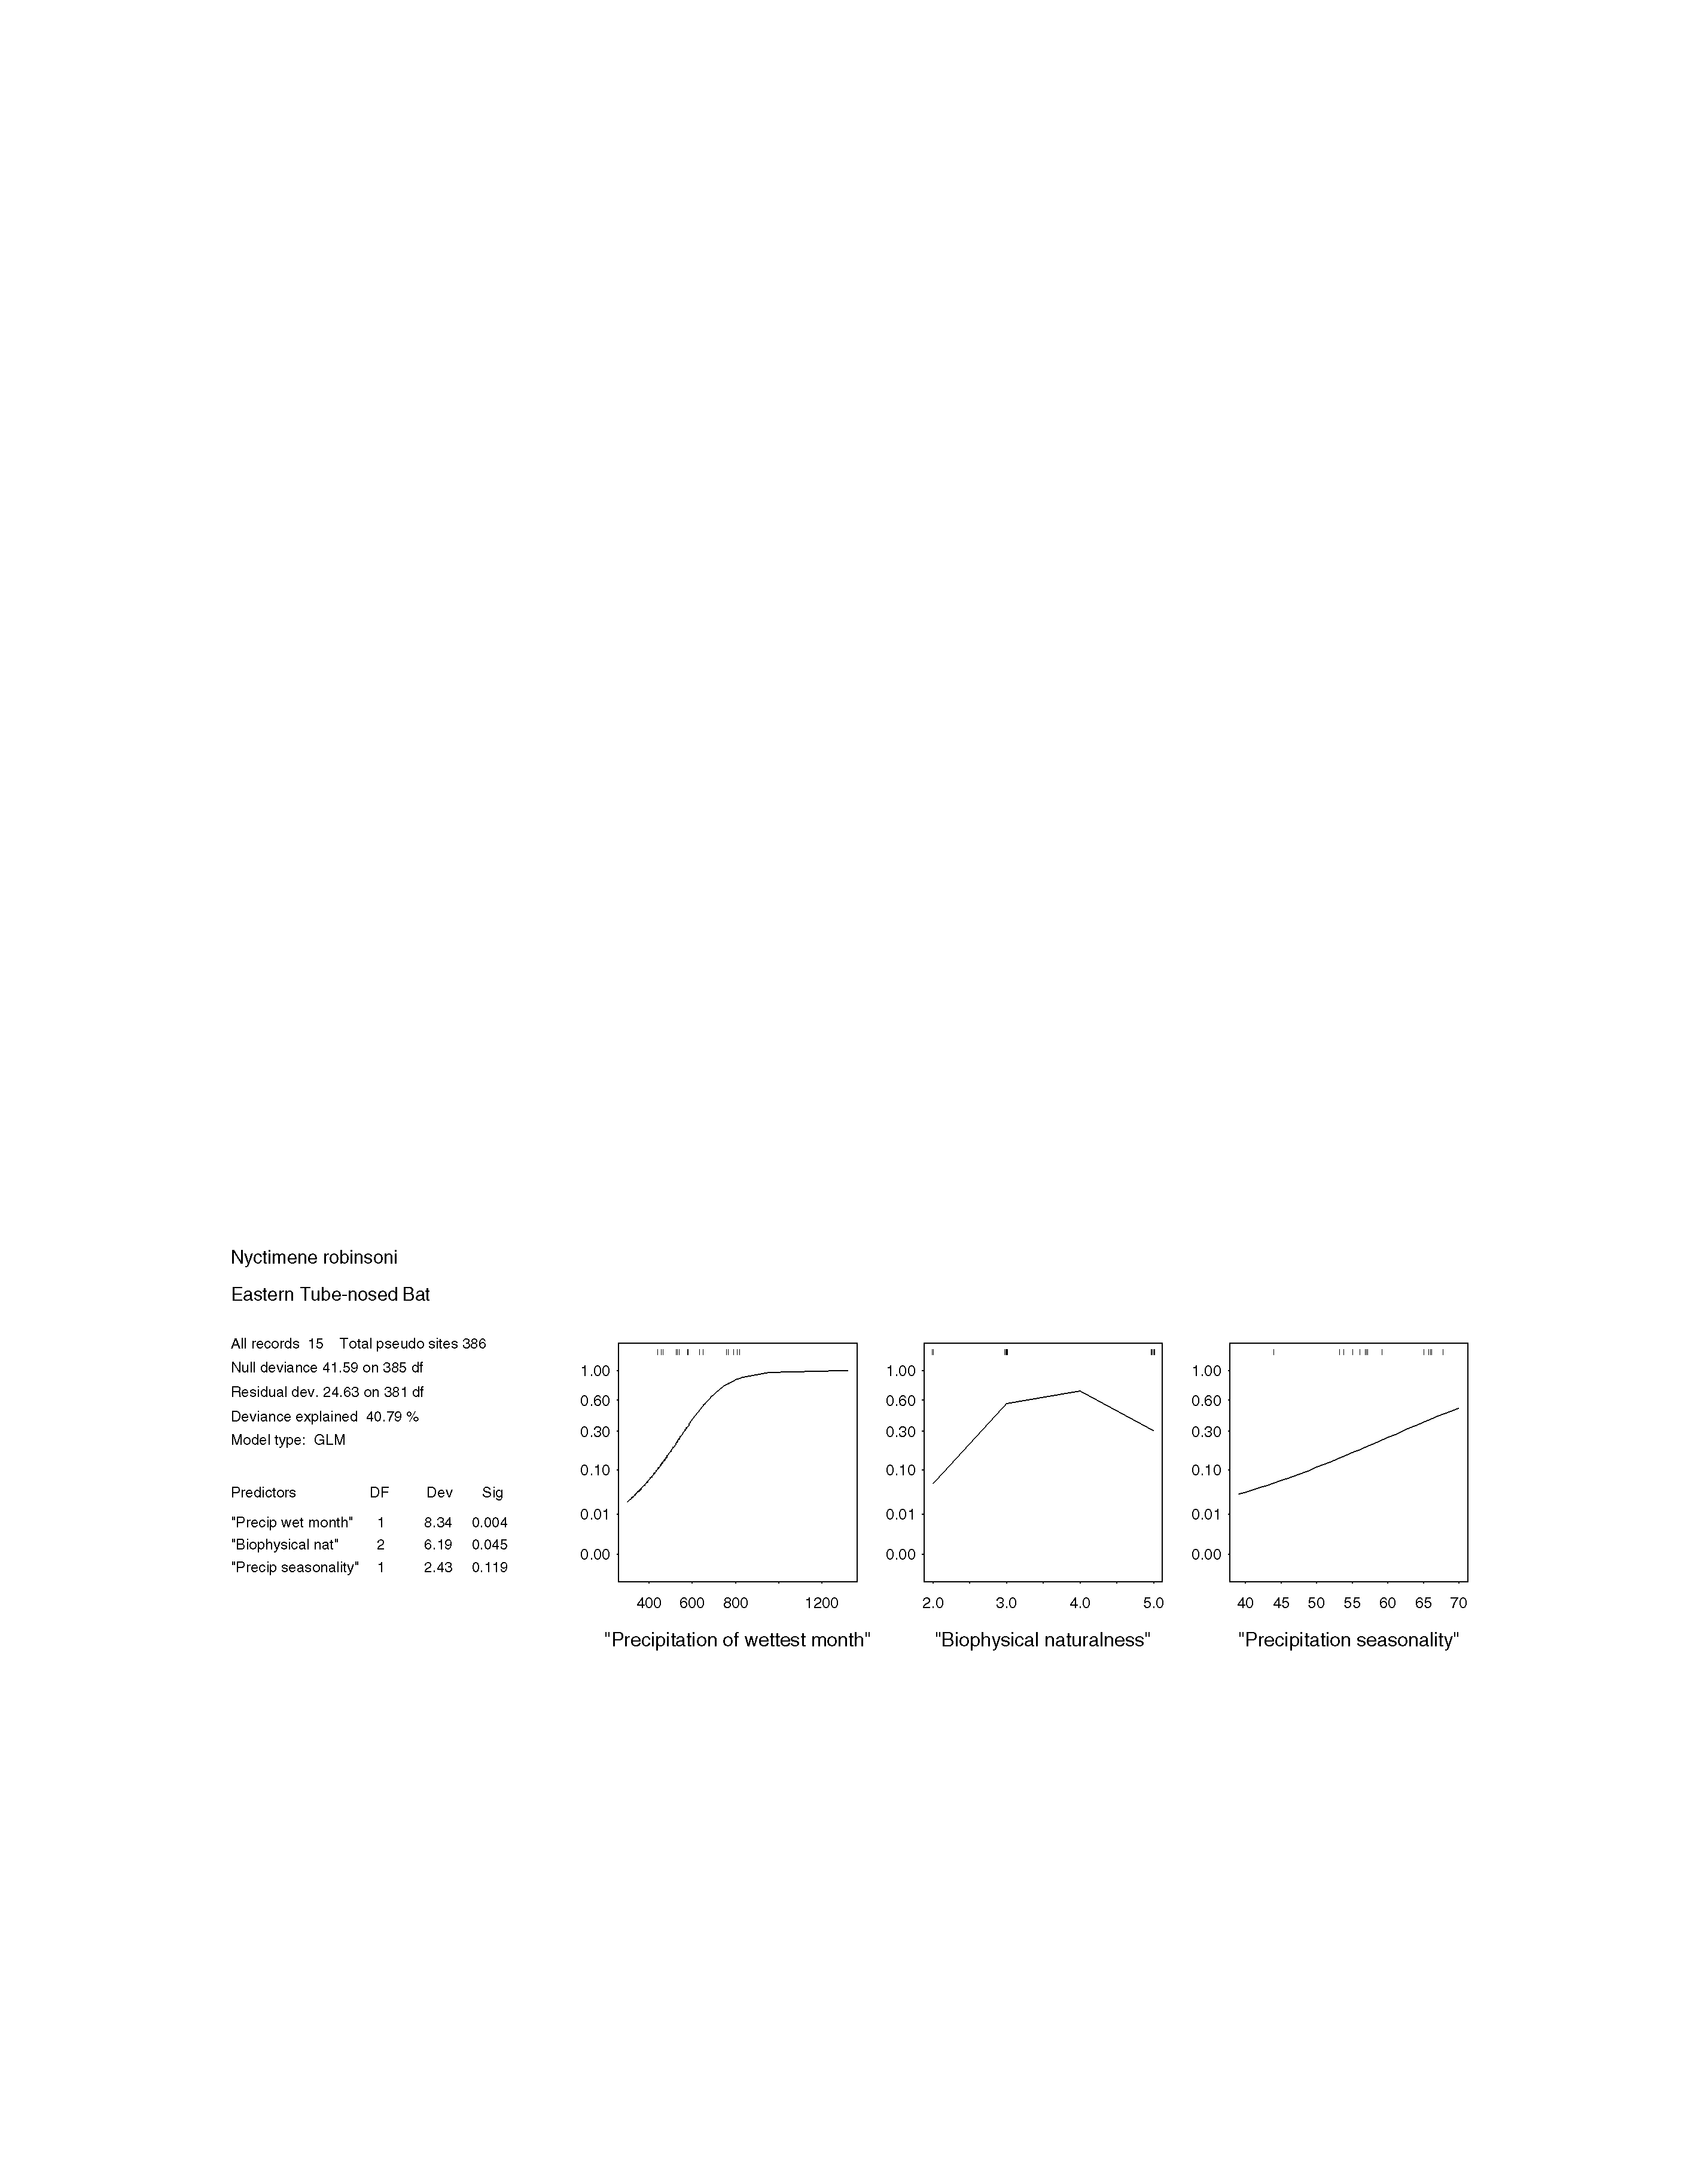 Nyctimene robinsoni
Eastern Tube-nosed Bat
All records 15 Total pseudo sites 386
Null deviance 41.59 on 385 df
Residual dev. 24.63 on 381 df
Deviance explained 40.79 %
Model type: GLM
Predictors DF Dev Sig
"Precip wet month" 1 8.34 0.004
"Biophysical nat" 2 6.19 0.045
"Precip seasonality" 1 2.43 0.119
1.00
0.60
0.30
0.10
0.01
0.00
400 600 800 1200
"Precipitation of wettest month"
1.00
0.60
0.30
0.10
0.01
0.00
2.0 3.0 4.0 5.0
"Biophysical naturalness"
1.00
0.60
0.30
0.10
0.01
0.00
40 45 50 55 60 65 70
"Precipitation seasonality"